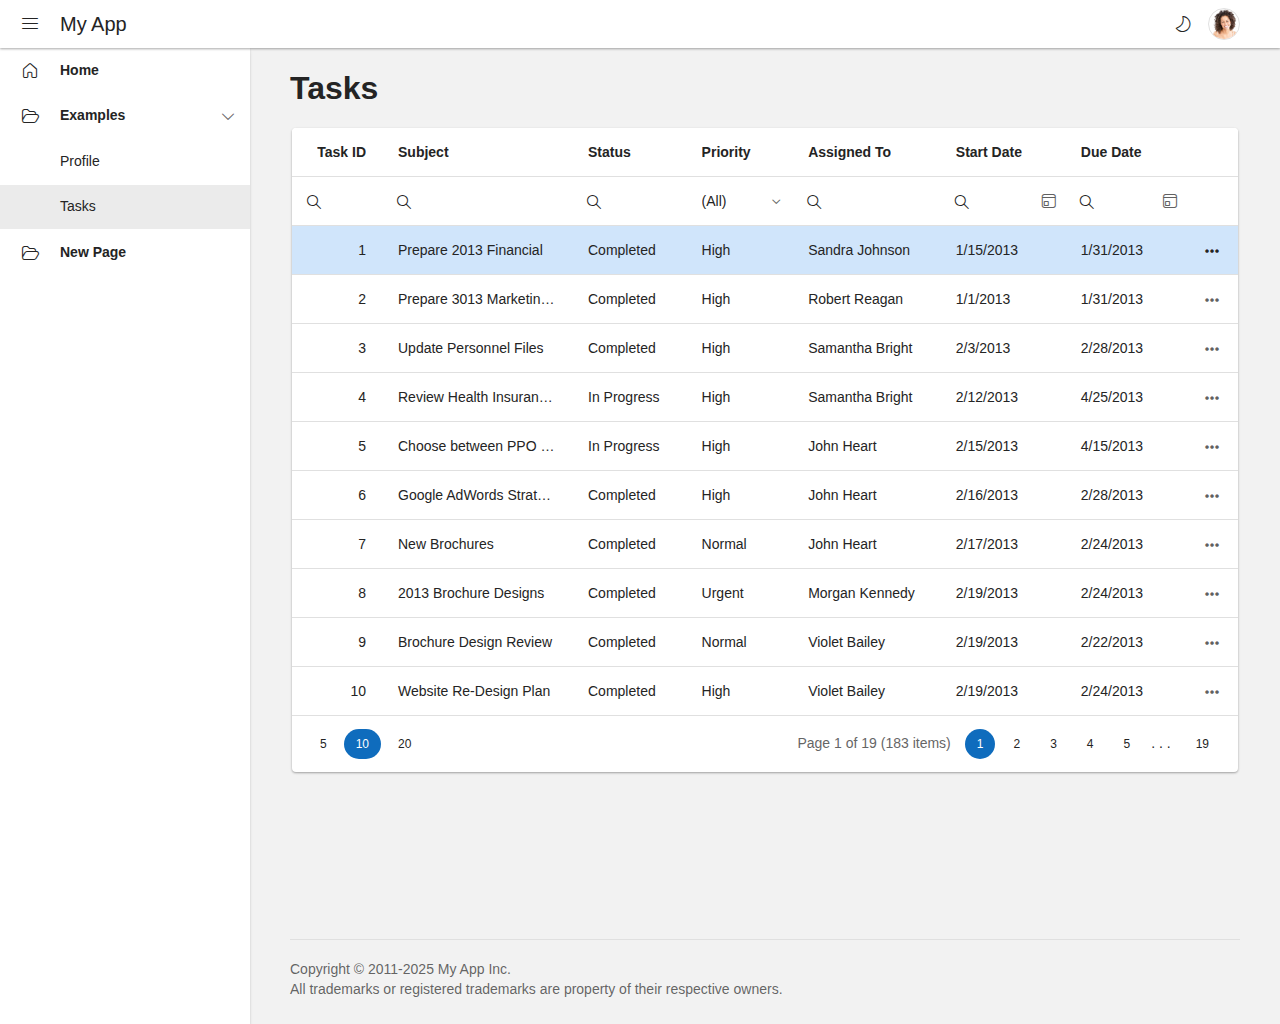 My App
Home
Examples
Profile
Tasks
New Page
Tasks
Task ID Subject Status Priority Assigned To Start Date Due Date
(All)
1 Prepare 2013 Financial Completed High Sandra Johnson 1/15/2013 1/31/2013
2 Prepare 3013 Marketin… Completed High Robert Reagan 1/1/2013 1/31/2013
3 Update Personnel Files Completed High Samantha Bright 2/3/2013 2/28/2013
4 Review Health Insuran… In Progress High Samantha Bright 2/12/2013 4/25/2013
5 Choose between PPO … In Progress High John Heart 2/15/2013 4/15/2013
6 Google AdWords Strat… Completed High John Heart 2/16/2013 2/28/2013
7 New Brochures Completed Normal John Heart 2/17/2013 2/24/2013
8 2013 Brochure Designs Completed Urgent Morgan Kennedy 2/19/2013 2/24/2013
9 Brochure Design Review Completed Normal Violet Bailey 2/19/2013 2/22/2013
10 Website Re-Design Plan Completed High Violet Bailey 2/19/2013 2/24/2013
5 10 20 Page 1 of 19 (183 items) 1 2 3 4 5 . . . 19
Copyright © 2011-2025 My App Inc.
All trademarks or registered trademarks are property of their respective owners.